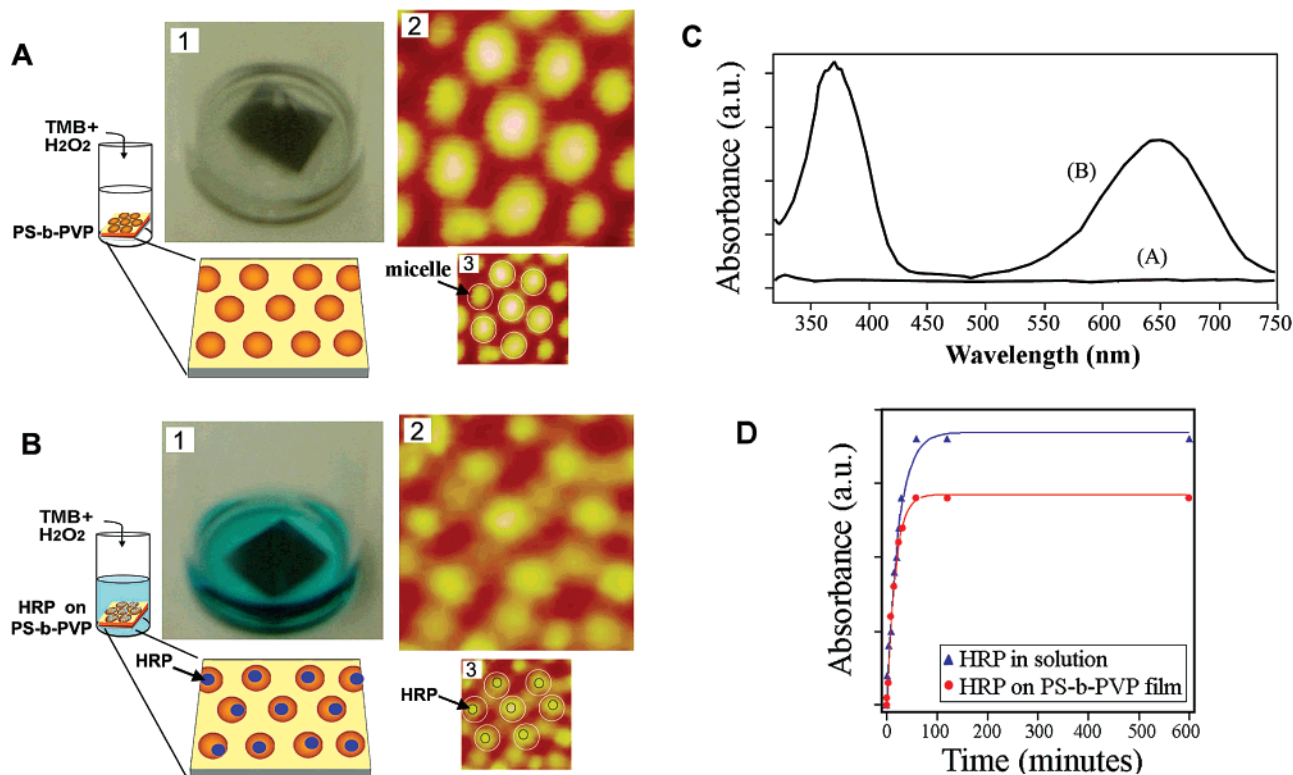 A
1
2
TMB+
H2O2
PS-b-PVP
micelle
3
B
1
2
TMB+
H2O2
HRP on
PS-b-PVP
HRP
HRP
3
C
Absorbance (a.u.)
(B)
(A)
350 400 450 500 550 600 650 700 750
Wavelength (nm)
D
Absorbance (a.u.)
HRP in solution
HRP on PS-b-PVP film
0 100 200 300 400 500 600
Time (minutes)